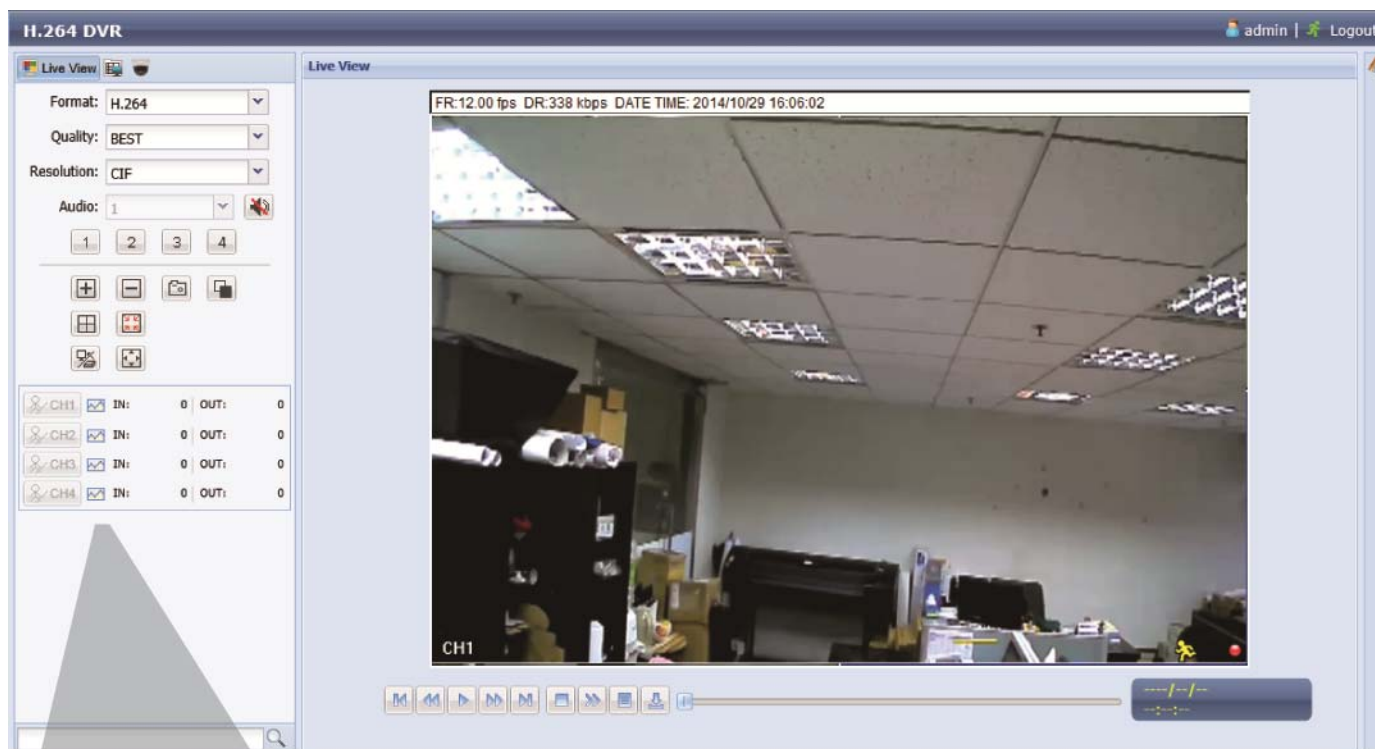 H.264 DVR
admin | Logout
Live View
Format: H.264
Quality: BEST
Resolution: CIF
Audio: 1
1 2 3 4
CH1 IN: 0 OUT: 0
CH2 IN: 0 OUT: 0
CH3 IN: 0 OUT: 0
CH4 IN: 0 OUT: 0
Live View
FR:12.00 fps DR:338 kbps DATE TIME: 2014/10/29 16:06:02
CH1
----/--/--
--:--:--